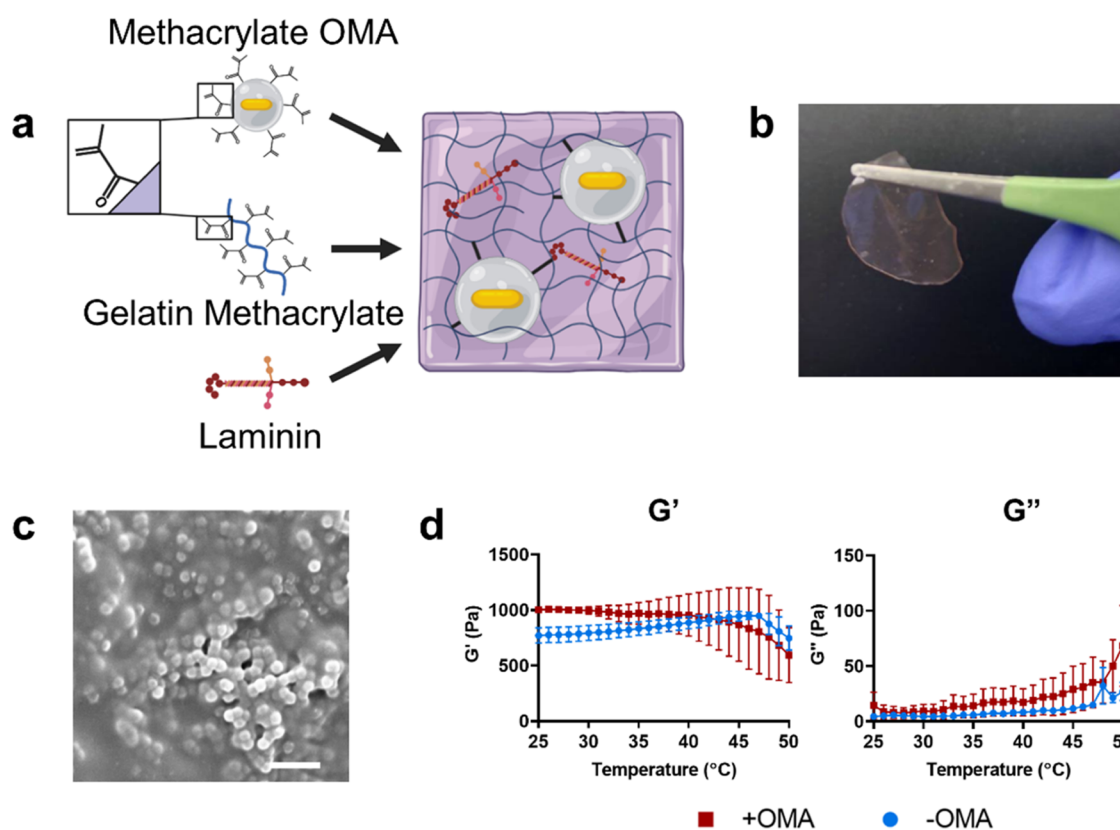 Methacrylate OMA
a
b
O
Gelatin Methacrylate
Laminin
c
d
G’
G”
G' (Pa)
1500
1000
500
0
25 30 35 40 45 50
Temperature (°C)
G" (Pa)
150
100
50
0
25 30 35 40 45
Temperature (°C)
+OMA
-OMA